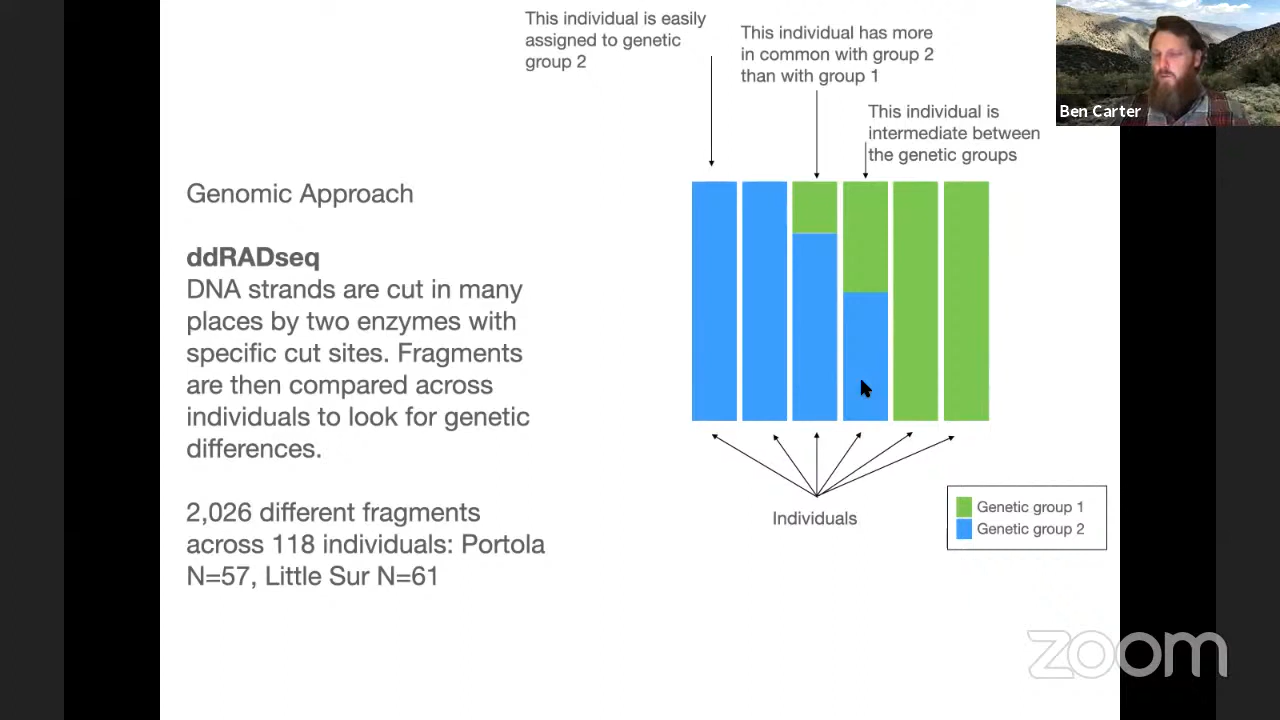 This individual is easily
assigned to genetic
group 2
This individual has more
in common with group 2
than with group 1
This individual is
intermediate between
the genetic groups
Ben Carter
Genomic Approach
ddRADseq
DNA strands are cut in many
places by two enzymes with
specific cut sites. Fragments
are then compared across
individuals to look for genetic
differences.
2,026 different fragments
across 118 individuals: Portola
N=57, Little Sur N=61
Individuals
Genetic group 1
Genetic group 2
zoom